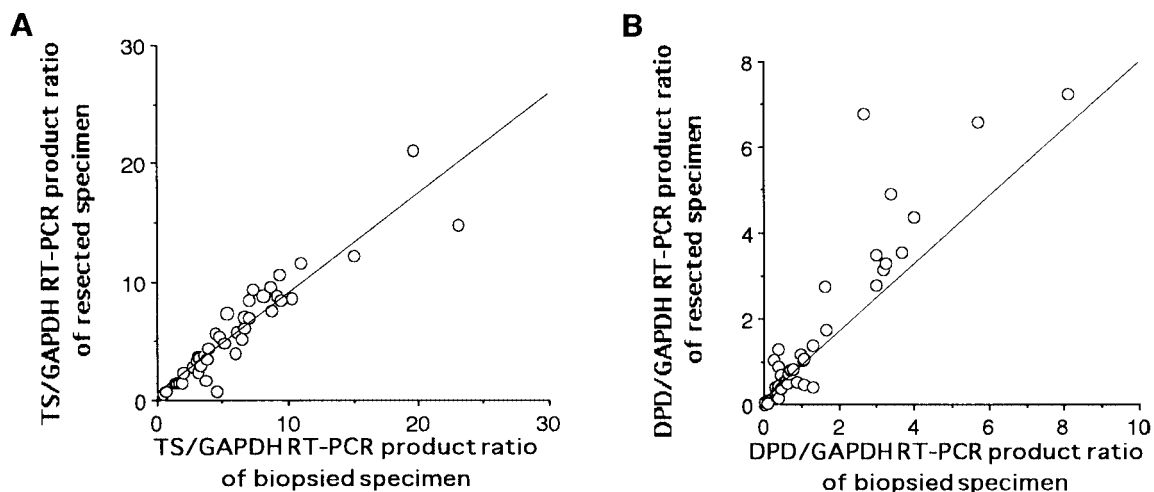 A
TS/GAPDH RT-PCR product ratio
of resected specimen
30
20
10
0
0
10
20
30
TS/GAPDH RT-PCR product ratio
of biopsied specimen
B
DPD/GAPDH RT-PCR product ratio
of resected specimen
8
6
4
2
0
0
2
4
6
8
10
DPD/GAPDH RT-PCR product ratio
of biopsied specimen